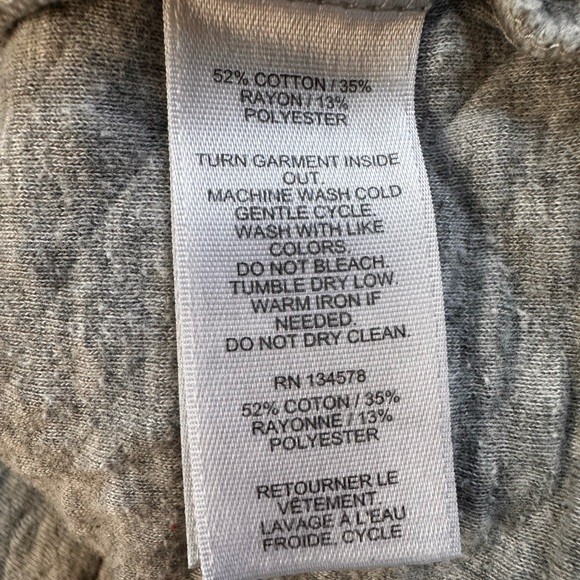 52% COTTON / 35%
RAYON / 13%
POLYESTER
TURN GARMENT INSIDE
OUT.
MACHINE WASH COLD
GENTLE CYCLE.
WASH WITH LIKE
COLORS.
DO NOT BLEACH.
TUMBLE DRY LOW.
WARM IRON IF
NEEDED.
DO NOT DRY CLEAN.
RN 134578
52% COTON / 35%
RAYONNE / 13%
POLYESTER
RETOURNER LE
VÊTEMENT.
LAVAGE À L'EAU
FROIDE, CYCLE